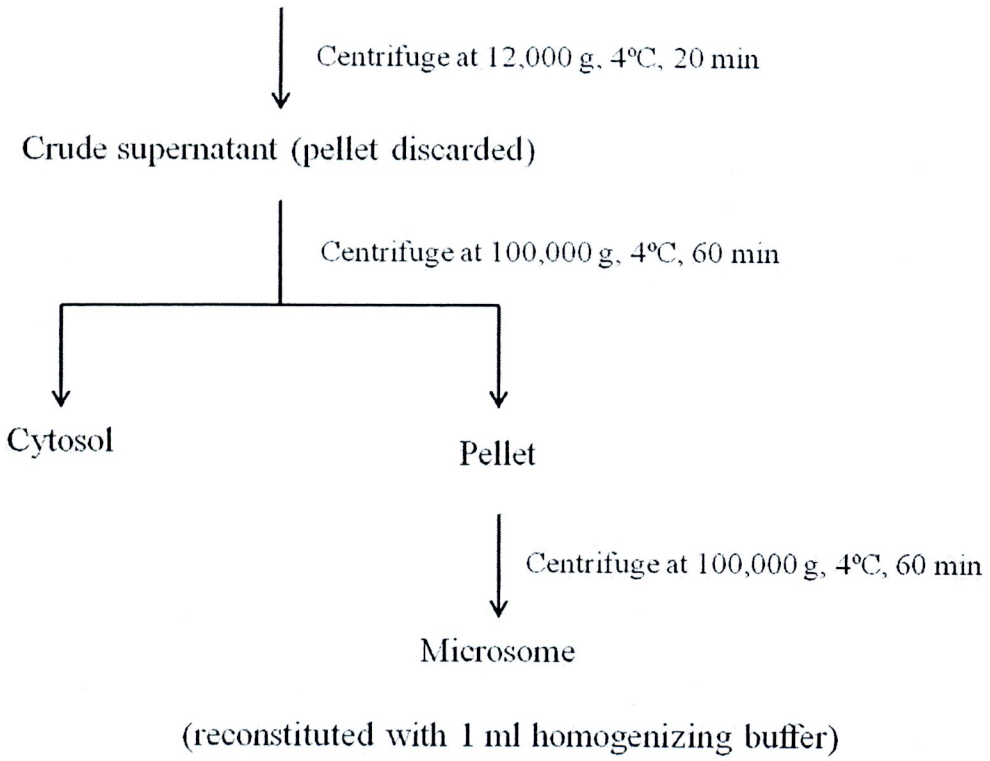 Centrifuge at 12,000 g, 4ºC, 20 min
Crude supernatant (pellet discarded)
Centrifuge at 100,000 g, 4ºC, 60 min
Cytosol
Pellet
Centrifuge at 100,000 g, 4ºC, 60 min
Microsome
(reconstituted with 1 ml homogenizing buffer)